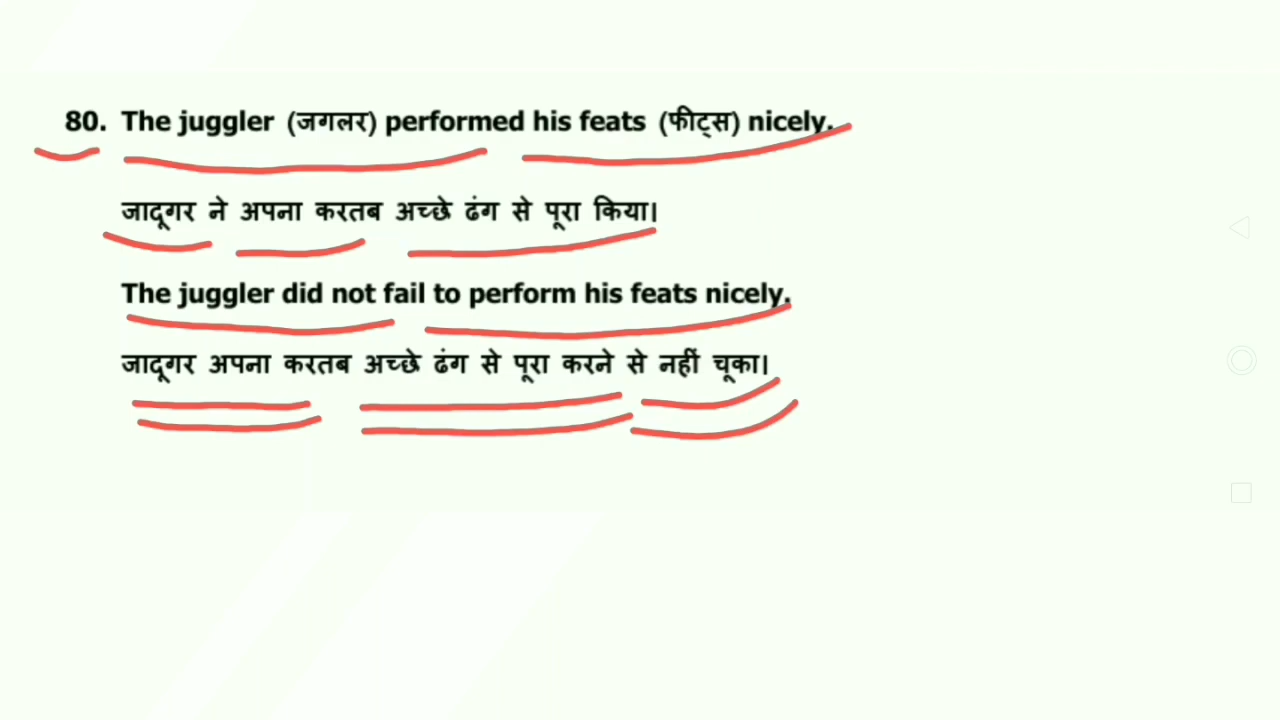 80. The juggler (जगलर) performed his feats (फीट्स) nicely.
जादूगर ने अपना करतब अच्छे ढंग से पूरा किया।
The juggler did not fail to perform his feats nicely.
जादूगर अपना करतब अच्छे ढंग से पूरा करने से नहीं चूका।